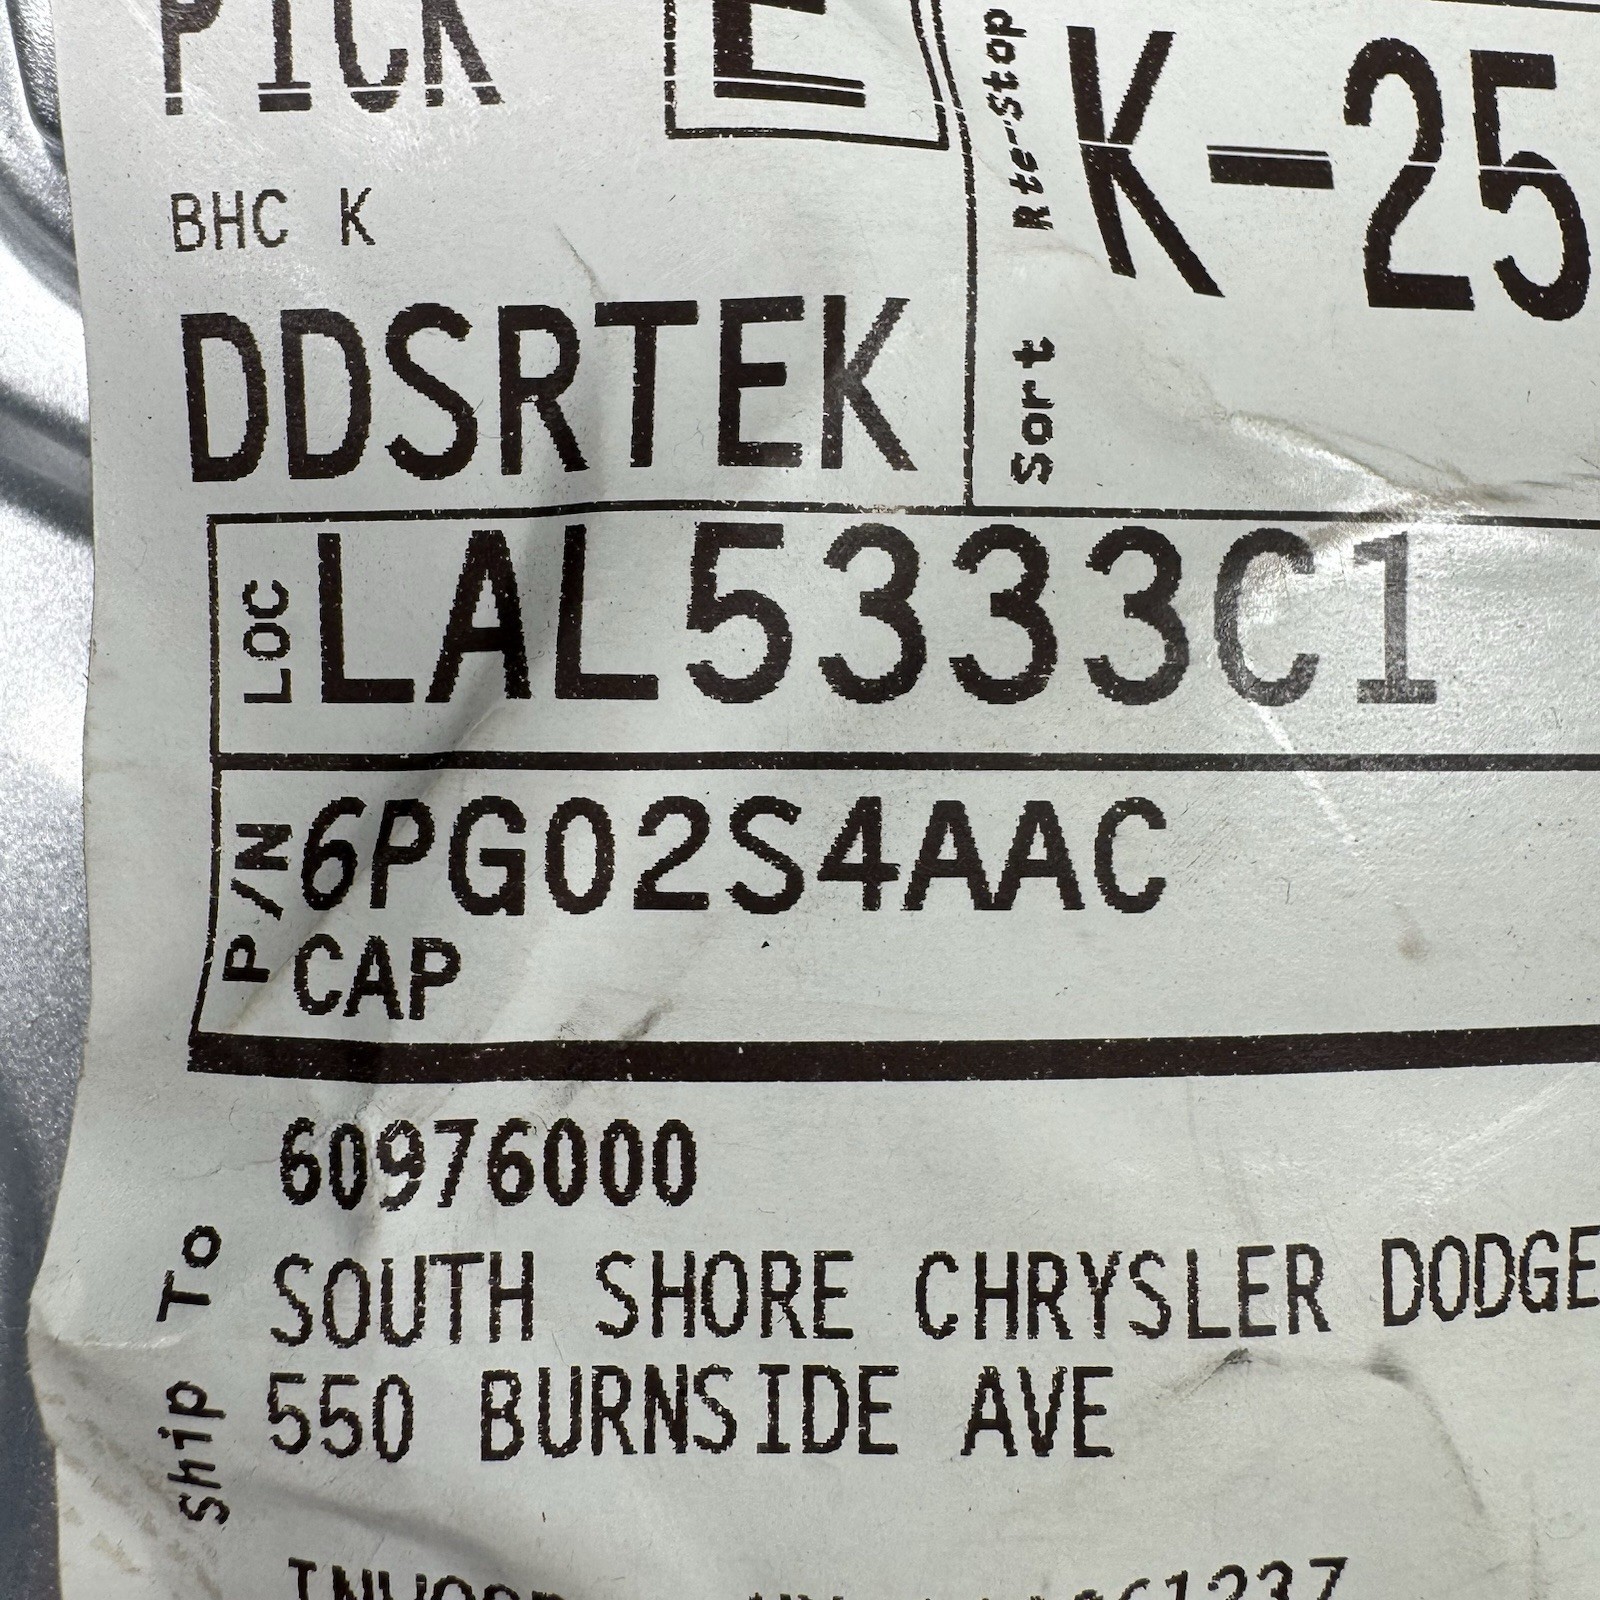 PICK E
Rte-Stop K-25
BHC K
DDSRTEK
Sort
LOC LAL5333C1
P/N 6PG02S4AAC
CAP
60976000
Ship To
SOUTH SHORE CHRYSLER DODGE
550 BURNSIDE AVE